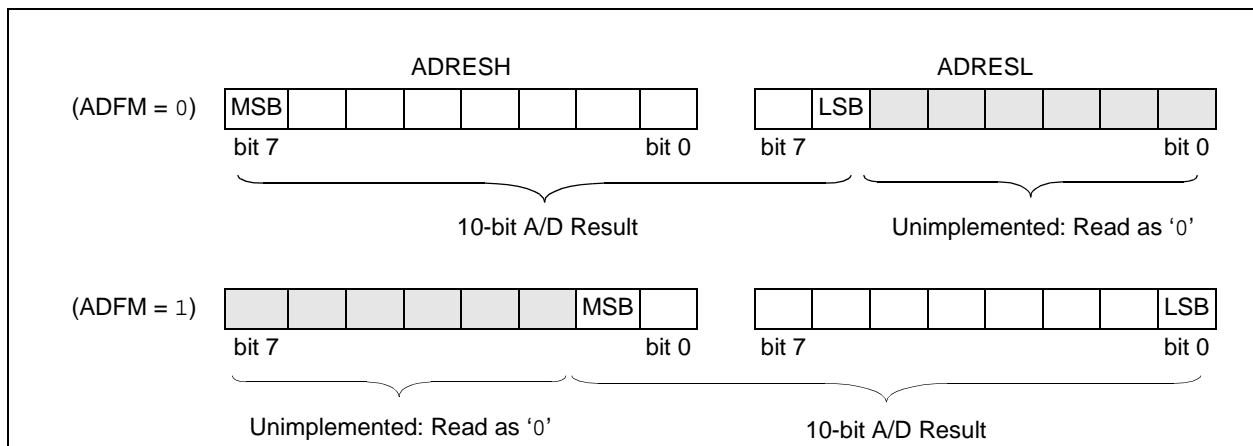 ADRESH ADRESL
(ADFM = 0) MSB LSB
bit 7 bit 0 bit 7 bit 0
10-bit A/D Result Unimplemented: Read as ‘0’
(ADFM = 1) MSB LSB
bit 7 bit 0 bit 7 bit 0
Unimplemented: Read as ‘0’ 10-bit A/D Result